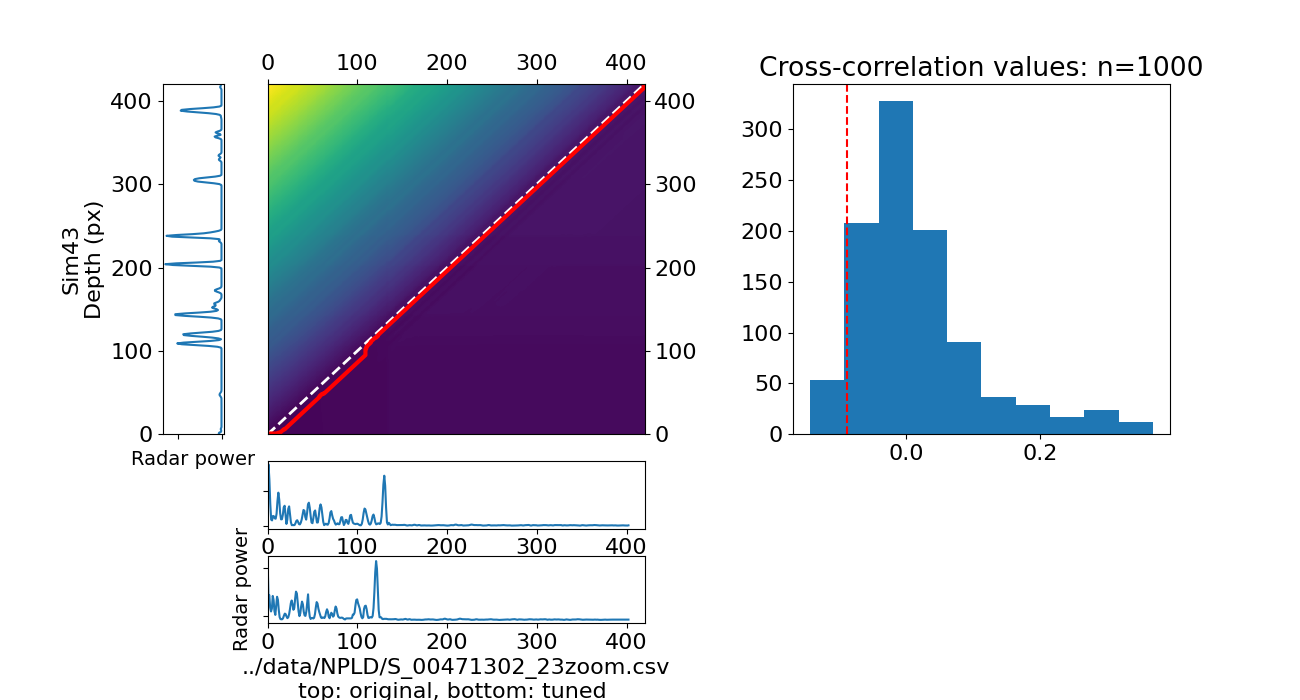 0 100 200 300 400
Cross-correlation values: n=1000
Sim43
Depth (px)
400
300
200
100
0
400
300
200
100
0
300
250
200
150
100
50
0
0.0 0.2
Radar power
0 100 200 300 400
Radar power
0 100 200 300 400
../data/NPLD/S_00471302_23zoom.csv
top: original, bottom: tuned